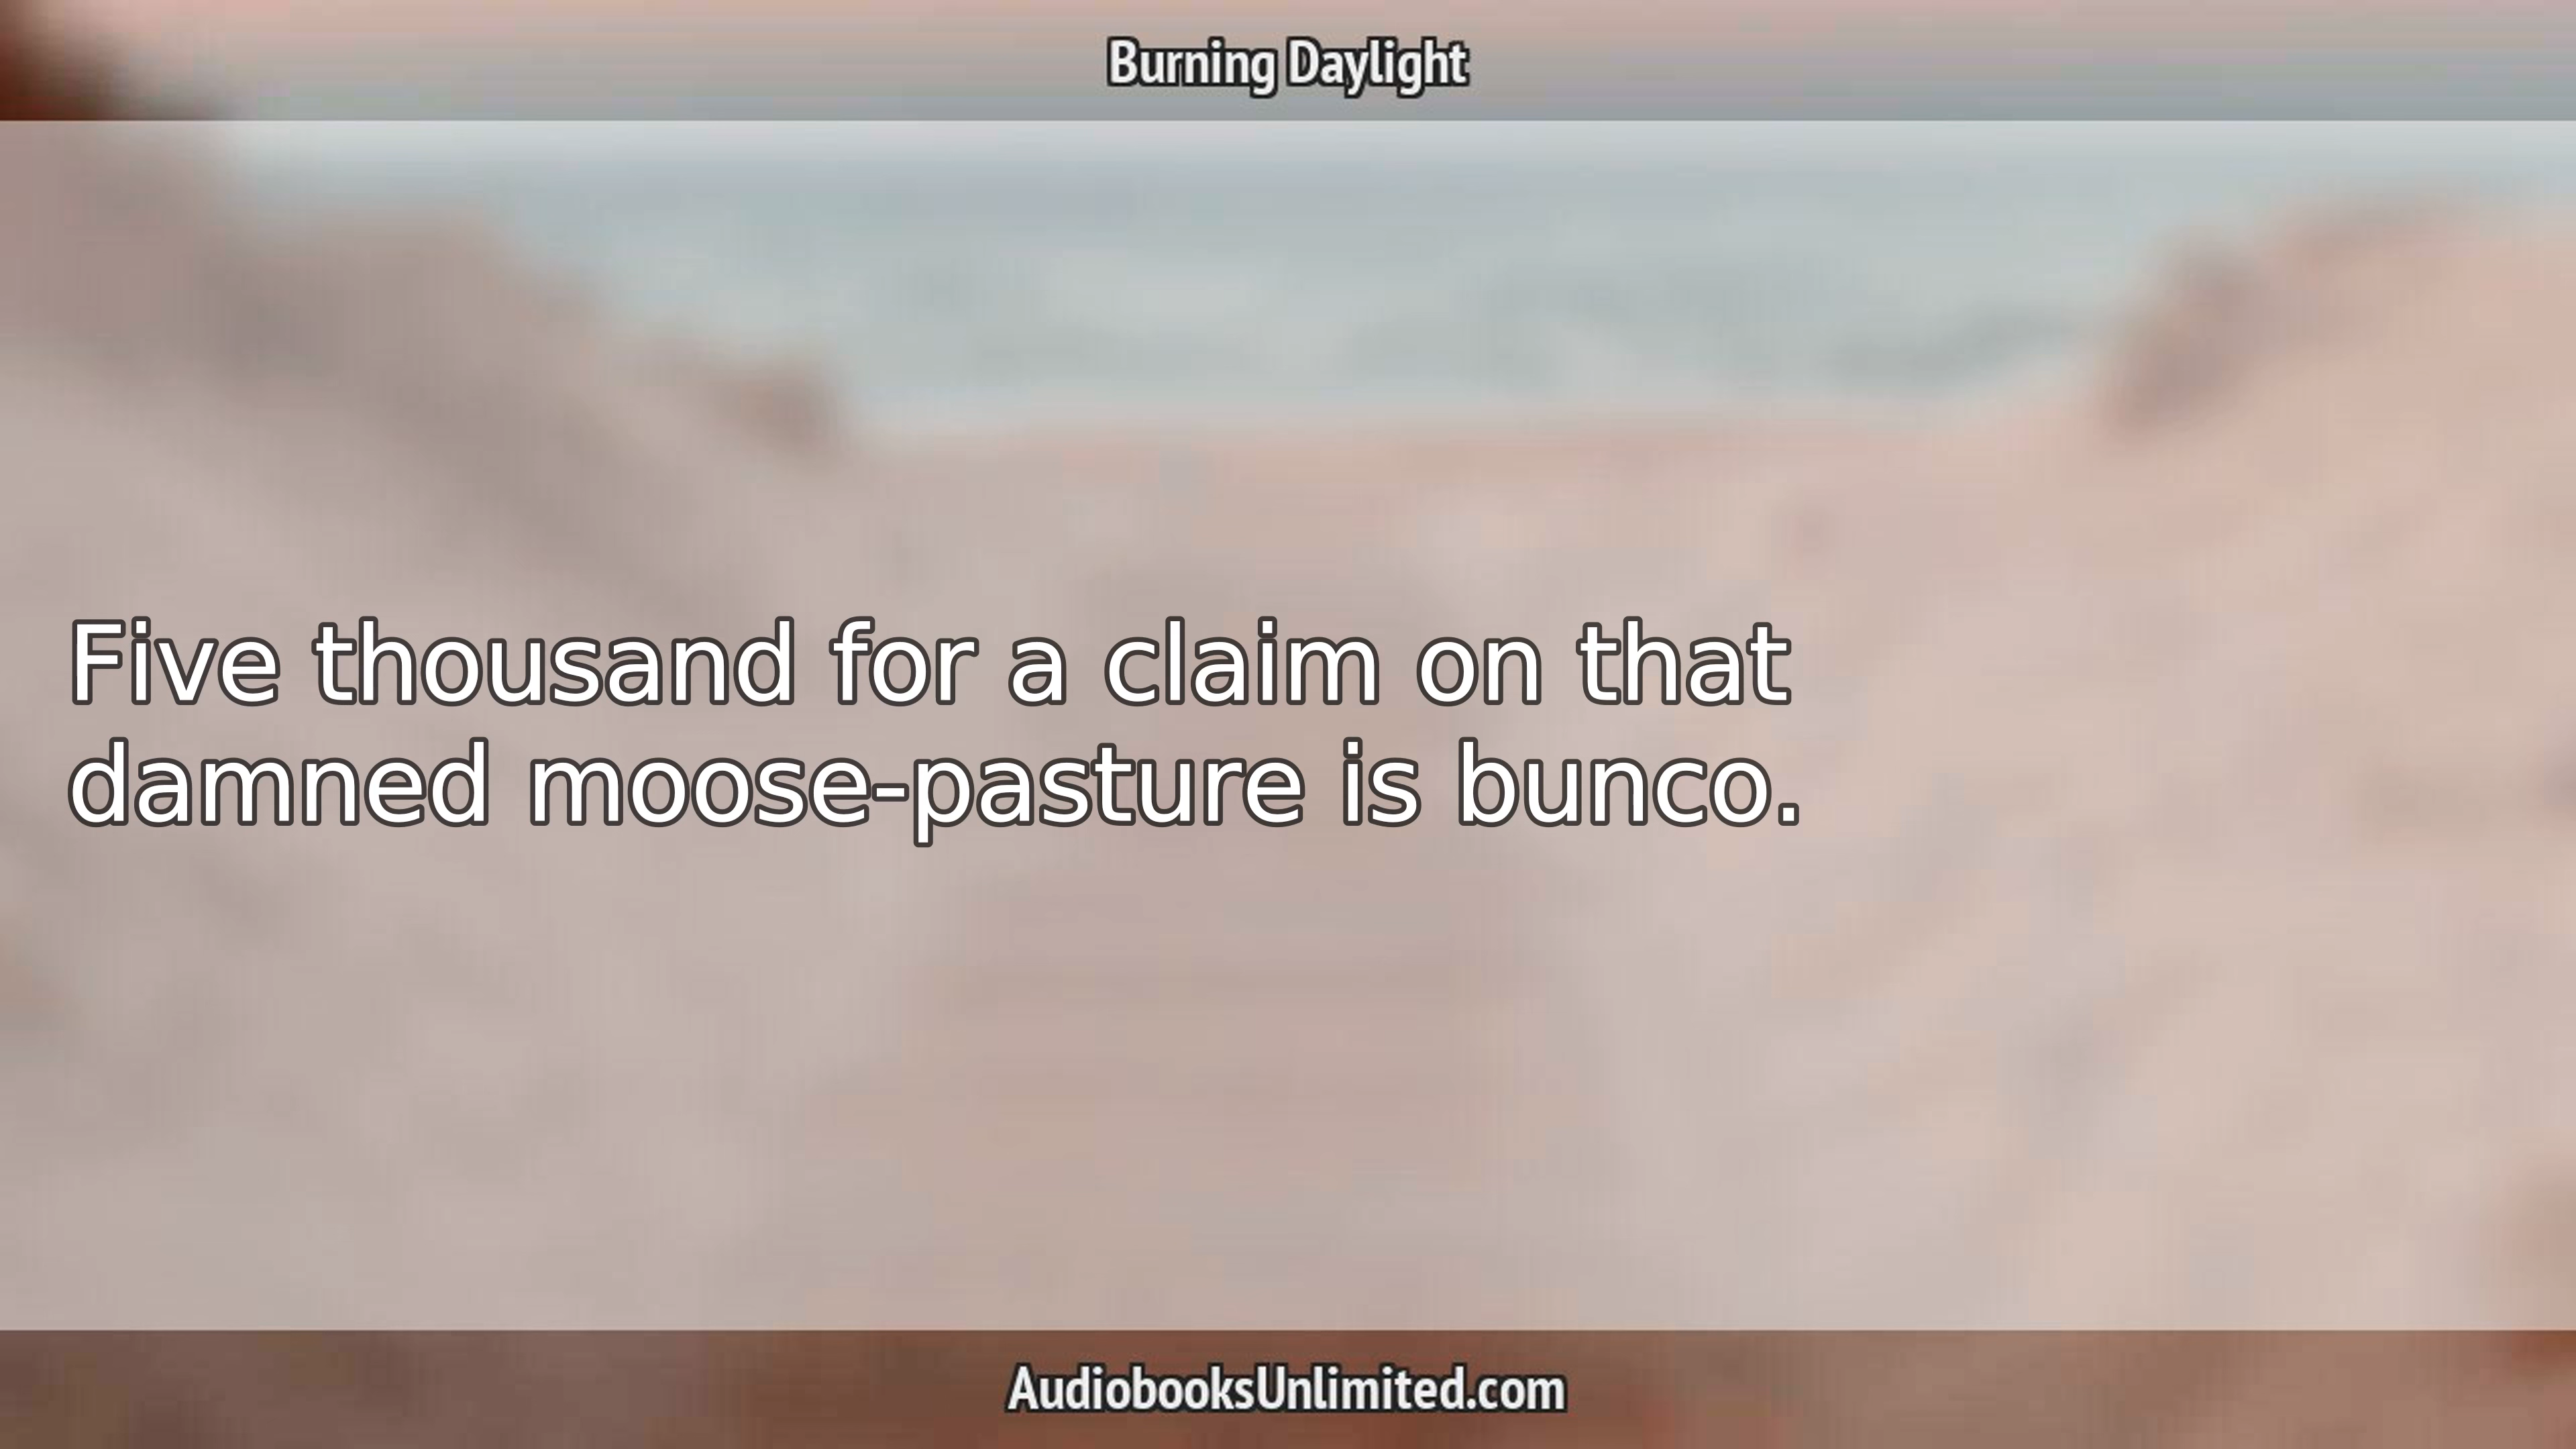 Burning Daylight
Five thousand for a claim on that
damned moose-pasture is bunco.
AudiobooksUnlimited.com